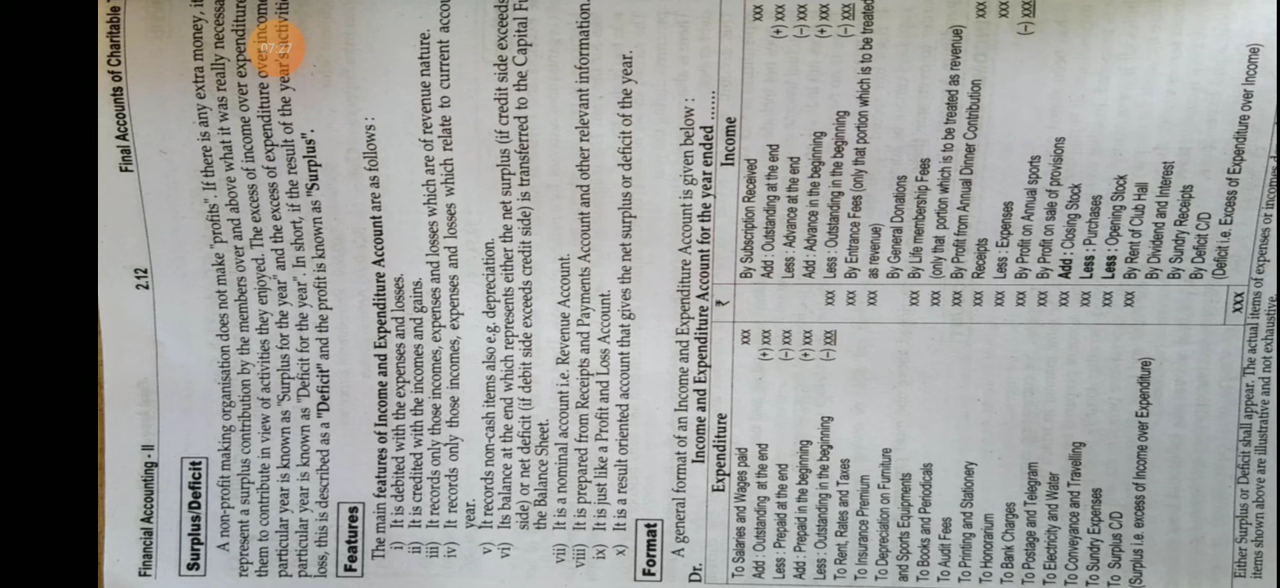 Financial Accounting - II 2.12 Final Accounts of Charitable
Surplus/Deficit
A non-profit making organisation does not make "profits". If there is any extra money, it
represent a surplus contribution by the members over and above what it was really necessa
them to contribute in view of activities they enjoyed. The excess of income over expenditure
particular year is known as "Surplus for the year" and the excess of expenditure over income
particular year is known as "Deficit for the year". In short, if the result of the year's activitie
loss, this is described as a "Deficit" and the profit is known as "Surplus".
Features
The main features of Income and Expenditure Account are as follows :
i) It is debited with the expenses and losses.
ii) It is credited with the incomes and gains.
iii) It records only those incomes, expenses and losses which are of revenue nature.
iv) It records only those incomes, expenses and losses which relate to current accou
year.
v) It records non-cash items also e.g. depreciation.
vi) Its balance at the end which represents either the net surplus (if credit side exceeds
side) or net deficit (if debit side exceeds credit side) is transferred to the Capital Fu
the Balance Sheet.
vii) It is a nominal account i.e. Revenue Account.
viii) It is prepared from Receipts and Payments Account and other relevant information.
ix) It is just like a Profit and Loss Account.
x) It is a result oriented account that gives the net surplus or deficit of the year.
Format
A general format of an Income and Expenditure Account is given below :
Dr. Income and Expenditure Account for the year ended ......
Expenditure ₹ Income
To Salaries and Wages paid xxx By Subscription Received xxx
Add : Outstanding at the end (+) xxx Add : Outstanding at the end (+) xxx
Less : Prepaid at the end (-) xxx Less : Advance at the end (-) xxx
Add : Prepaid in the beginning (+) xxx Add : Advance in the beginning (+) xxx
Less : Outstanding in the beginning (-) xxx xxx Less : Outstanding in the beginning (-) xxx
To Rent, Rates and Taxes xxx By Entrance Fees (only that portion which is to be treated
To Insurance Premium xxx as revenue)
To Depreciation on Furniture By General Donations
and Sports Equipments xxx By Life membership Fees
To Books and Periodicals xxx (only that portion which is to be treated as revenue)
To Audit Fees xxx By Profit from Annual Dinner Contribution
To Printing and Stationery xxx Receipts xxx
To Honorarium xxx Less : Expenses xxx
To Bank Charges xxx By Profit on Annual sports (-) xxx
To Postage and Telegram xxx By Profit on sale of provisions
To Electricity and Water xxx Add : Closing Stock
To Conveyance and Travelling xxx Less : Purchases
To Sundry Expenses xxx Less : Opening Stock
To Surplus C/D xxx By Rent of Club Hall
(Surplus i.e. excess of Income over Expenditure) By Dividend and Interest
By Sundry Receipts
By Deficit C/D
(Deficit i.e. Excess of Expenditure over Income)
xxx
Either Surplus or Deficit shall appear. The actual items of expenses or incomes
items shown above are illustrative and not exhaustive.